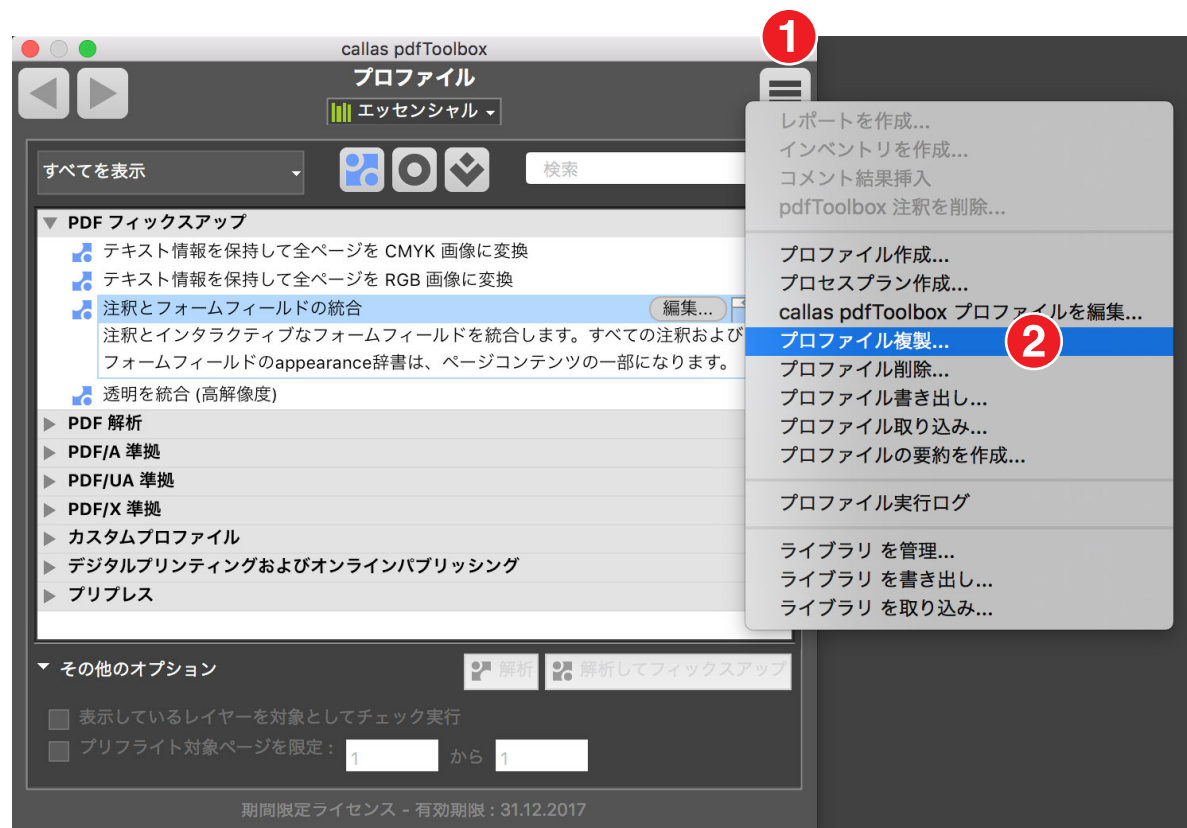 1
callas pdfToolbox
プロファイル
エッセンシャル
すべてを表示
検索
PDF フィックスアップ
テキスト情報を保持して全ページを CMYK 画像に変換
テキスト情報を保持して全ページを RGB 画像に変換
注釈とフォームフィールドの統合
編集...
注釈とインタラクティブなフォームフィールドを統合します。すべての注釈および
フォームフィールドのappearance辞書は、ページコンテンツの一部になります。
透明を統合 (高解像度)
PDF 解析
PDF/A 準拠
PDF/UA 準拠
PDF/X 準拠
カスタムプロファイル
デジタルプリンティングおよびオンラインパブリッシング
プリプレス
その他のオプション
解析
解析してフィックスアップ
表示しているレイヤーを対象としてチェック実行
プリフライト対象ページを限定 : 1 から 1
期間限定ライセンス - 有効期限 : 31.12.2017
レポートを作成...
インベントリを作成...
コメント結果挿入
pdfToolbox 注釈を削除...
プロファイル作成...
プロセスプラン作成...
callas pdfToolbox プロファイルを編集...
プロファイル複製...
2
プロファイル削除...
プロファイル書き出し...
プロファイル取り込み...
プロファイルの要約を作成...
プロファイル実行ログ
ライブラリ を管理...
ライブラリ を書き出し...
ライブラリ を取り込み...